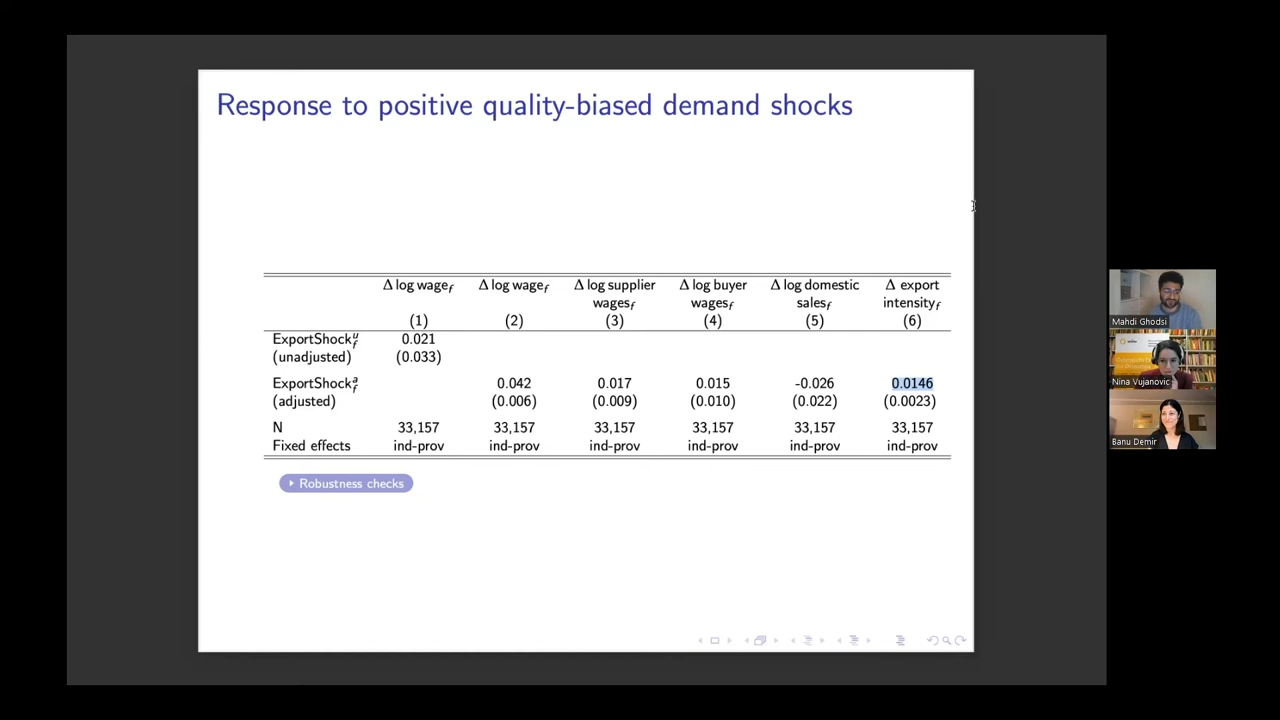 Response to positive quality-biased demand shocks
Δ log wage_f Δ log wage_f Δ log supplier Δ log buyer Δ log domestic Δ export
wages_f wages_f sales_f intensity_f
(1) (2) (3) (4) (5) (6)
ExportShock_f^u 0.021
(unadjusted) (0.033)
ExportShock_f^a 0.042 0.017 0.015 -0.026 0.0146
(adjusted) (0.006) (0.009) (0.010) (0.022) (0.0023)
N 33,157 33,157 33,157 33,157 33,157 33,157
Fixed effects ind-prov ind-prov ind-prov ind-prov ind-prov ind-prov
Robustness checks
Mahdi Ghodsi
Nina Vujanovic
Banu Demir